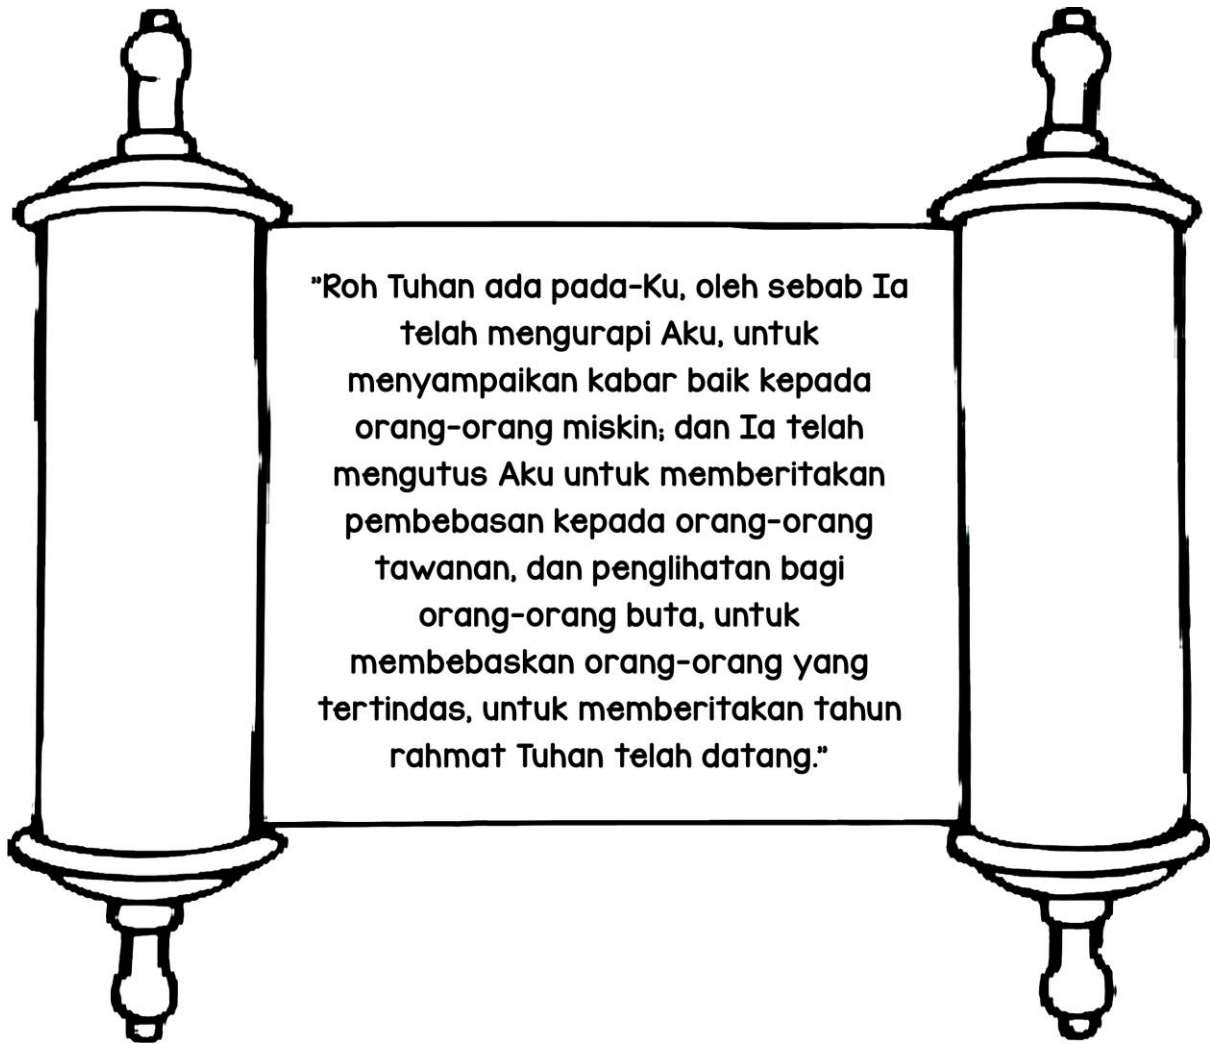 "Roh Tuhan ada pada-Ku, oleh sebab Ia
telah mengurapi Aku, untuk
menyampaikan kabar baik kepada
orang-orang miskin; dan Ia telah
mengutus Aku untuk memberitakan
pembebasan kepada orang-orang
tawanan, dan penglihatan bagi
orang-orang buta, untuk
membebaskan orang-orang yang
tertindas, untuk memberitakan tahun
rahmat Tuhan telah datang."